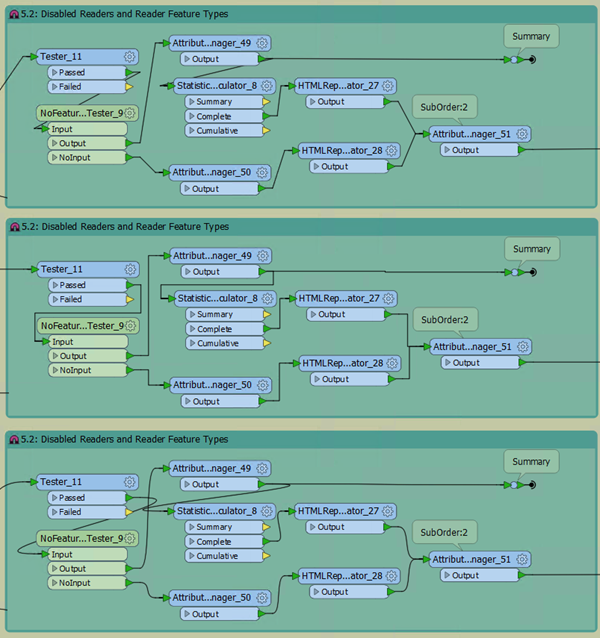 5.2: Disabled Readers and Reader Feature Types
Summary
Attribut...nager_49
Output
Tester_11
Passed
Failed
Statistic...culator_8
Summary
Complete
Cumulative
HTMLRep...ator_27
Output
SubOrder:2
NoFeatur...Tester_9
Input
Output
NoInput
Attribut...nager_51
Output
HTMLRep...ator_28
Output
Attribut...nager_50
Output
5.2: Disabled Readers and Reader Feature Types
Summary
Attribut...nager_49
Output
Tester_11
Passed
Failed
Statistic...culator_8
Summary
Complete
Cumulative
HTMLRep...ator_27
Output
SubOrder:2
NoFeatur...Tester_9
Input
Output
NoInput
Attribut...nager_51
Output
HTMLRep...ator_28
Output
Attribut...nager_50
Output
5.2: Disabled Readers and Reader Feature Types
Summary
Attribut...nager_49
Output
Tester_11
Passed
Failed
Statistic...culator_8
Summary
Complete
Cumulative
HTMLRep...ator_27
Output
SubOrder:2
NoFeatur...Tester_9
Input
Output
NoInput
Attribut...nager_51
Output
HTMLRep...ator_28
Output
Attribut...nager_50
Output